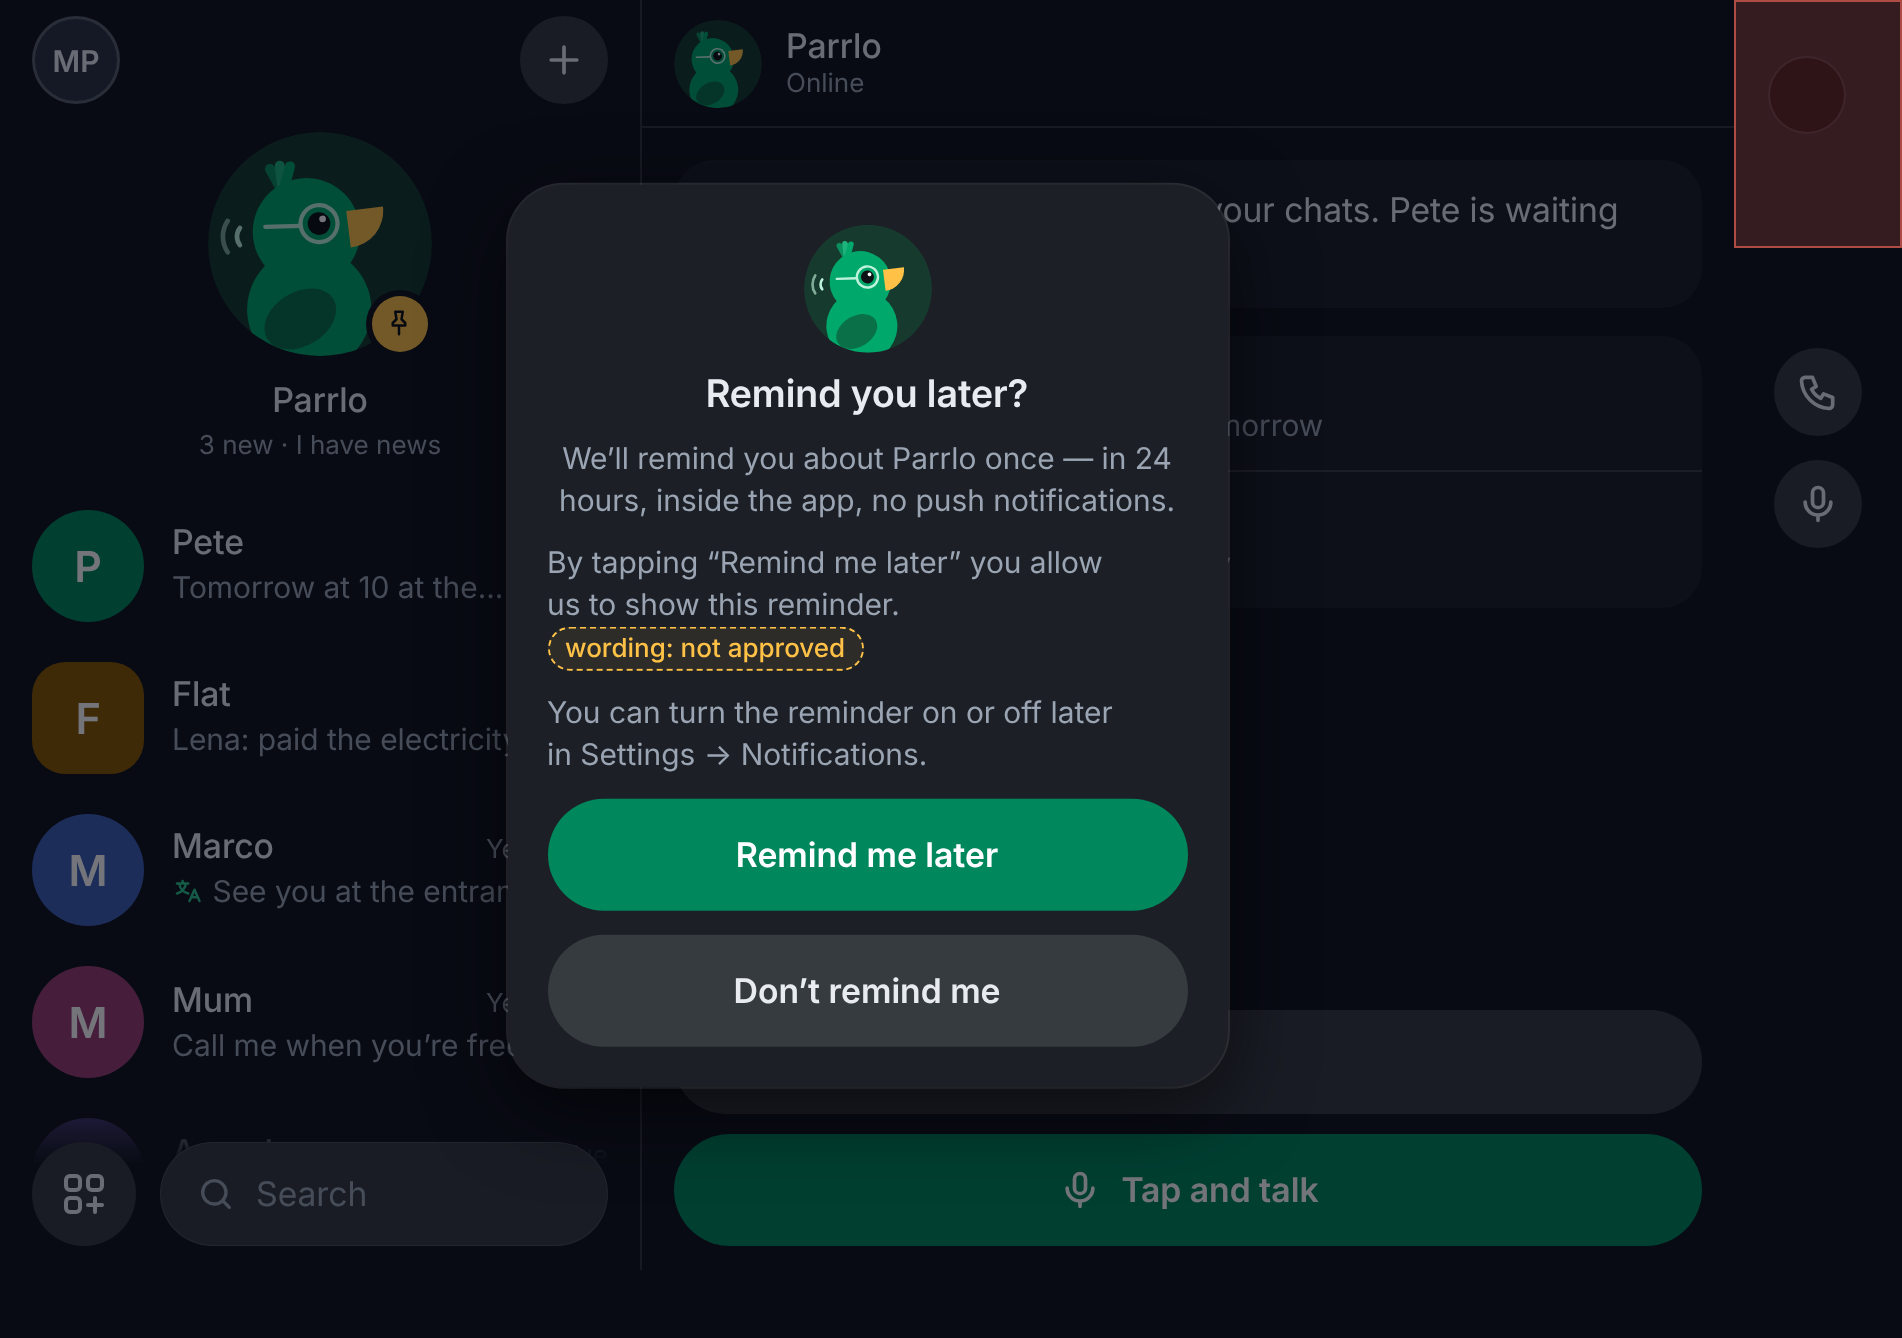 MP
Parrlo
3 new · I have news
P
Pete
Tomorrow at 10 at the...
F
Flat
Lena: paid the electricity
M
Marco
See you at the
M
Mum
Call me when you’re
Search
Parrlo
Online
your chats. Pete is waiting
Remind you later?
We’ll remind you about Parrlo once — in 24
hours, inside the app, no push notifications.
By tapping “Remind me later” you allow
us to show this reminder.
wording: not approved
You can turn the reminder on or off later
in Settings → Notifications.
Remind me later
Don’t remind me
Tap and talk